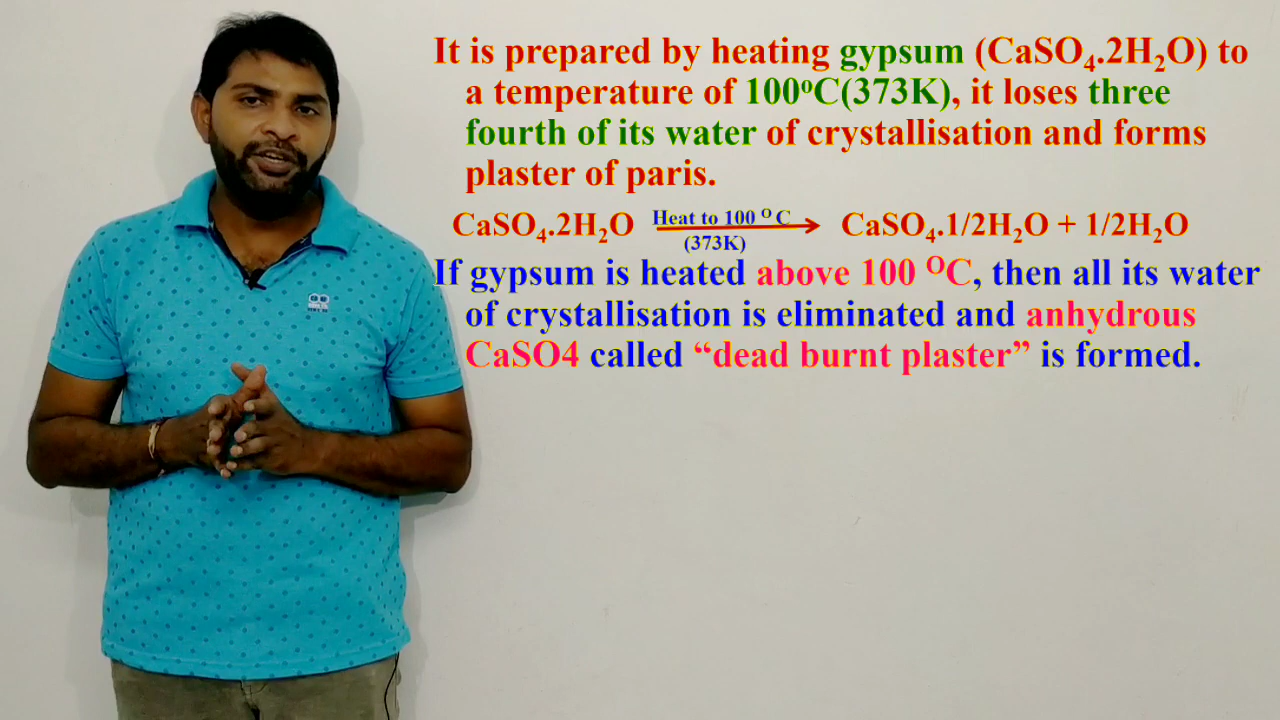 It is prepared by heating gypsum (CaSO₄.2H₂O) to
a temperature of 100⁰C(373K), it loses three
fourth of its water of crystallisation and forms
plaster of paris.
CaSO₄.2H₂O Heat to 100 ᴼ C (373K) CaSO₄.1/2H₂O + 1/2H₂O
If gypsum is heated above 100 ᴼC, then all its water
of crystallisation is eliminated and anhydrous
CaSO4 called “dead burnt plaster” is formed.